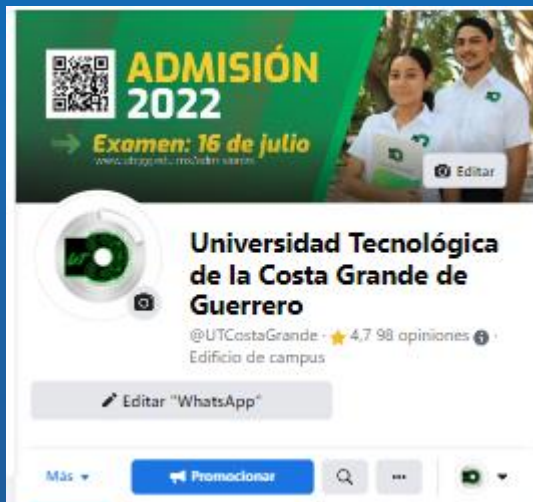 ADMISIÓN
2022
Examen: 16 de julio
Editar
Universidad Tecnológica
de la Costa Grande de
Guerrero
@UTCostaGrande · 4,7 98 opiniones ·
Edificio de campus
Editar "WhatsApp"
Más
Promocionar